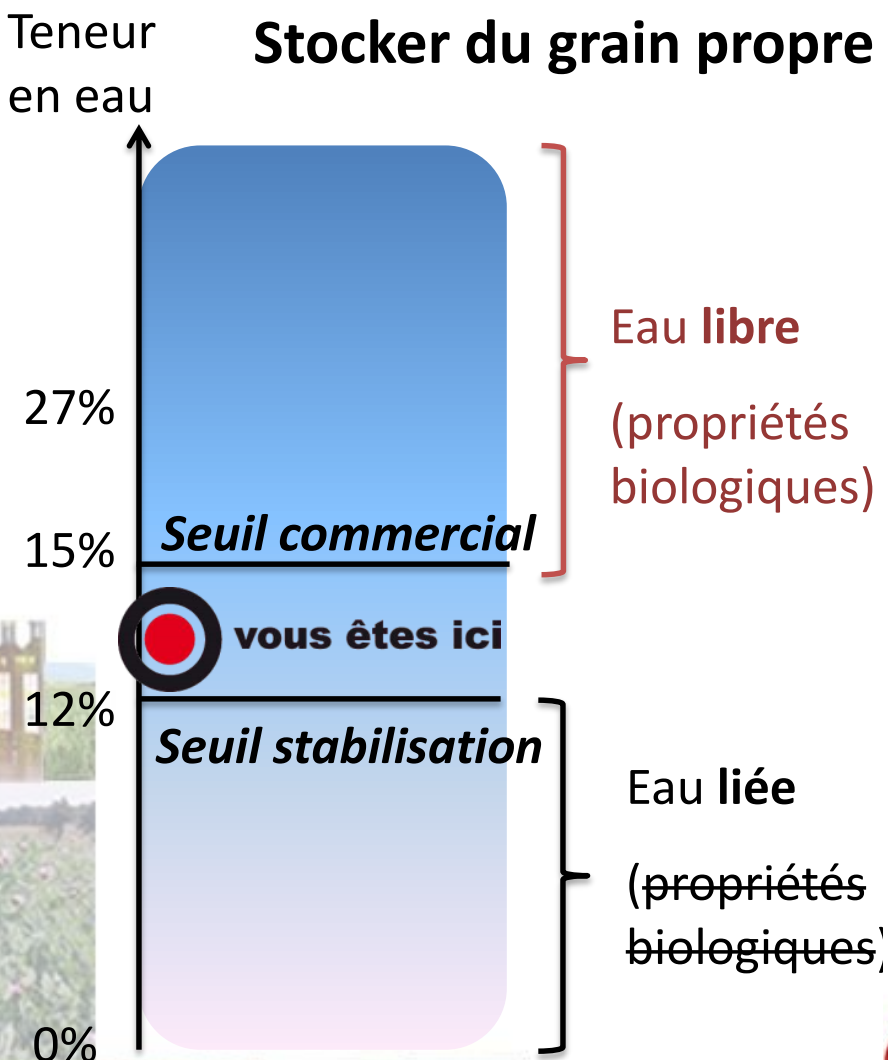 Teneur
en eau
Stocker du grain propre
Eau libre
(propriétés
biologiques)
27%
Seuil commercial
15%
vous êtes ici
12%
Seuil stabilisation
Eau liée
(propriétés
biologiques)
0%